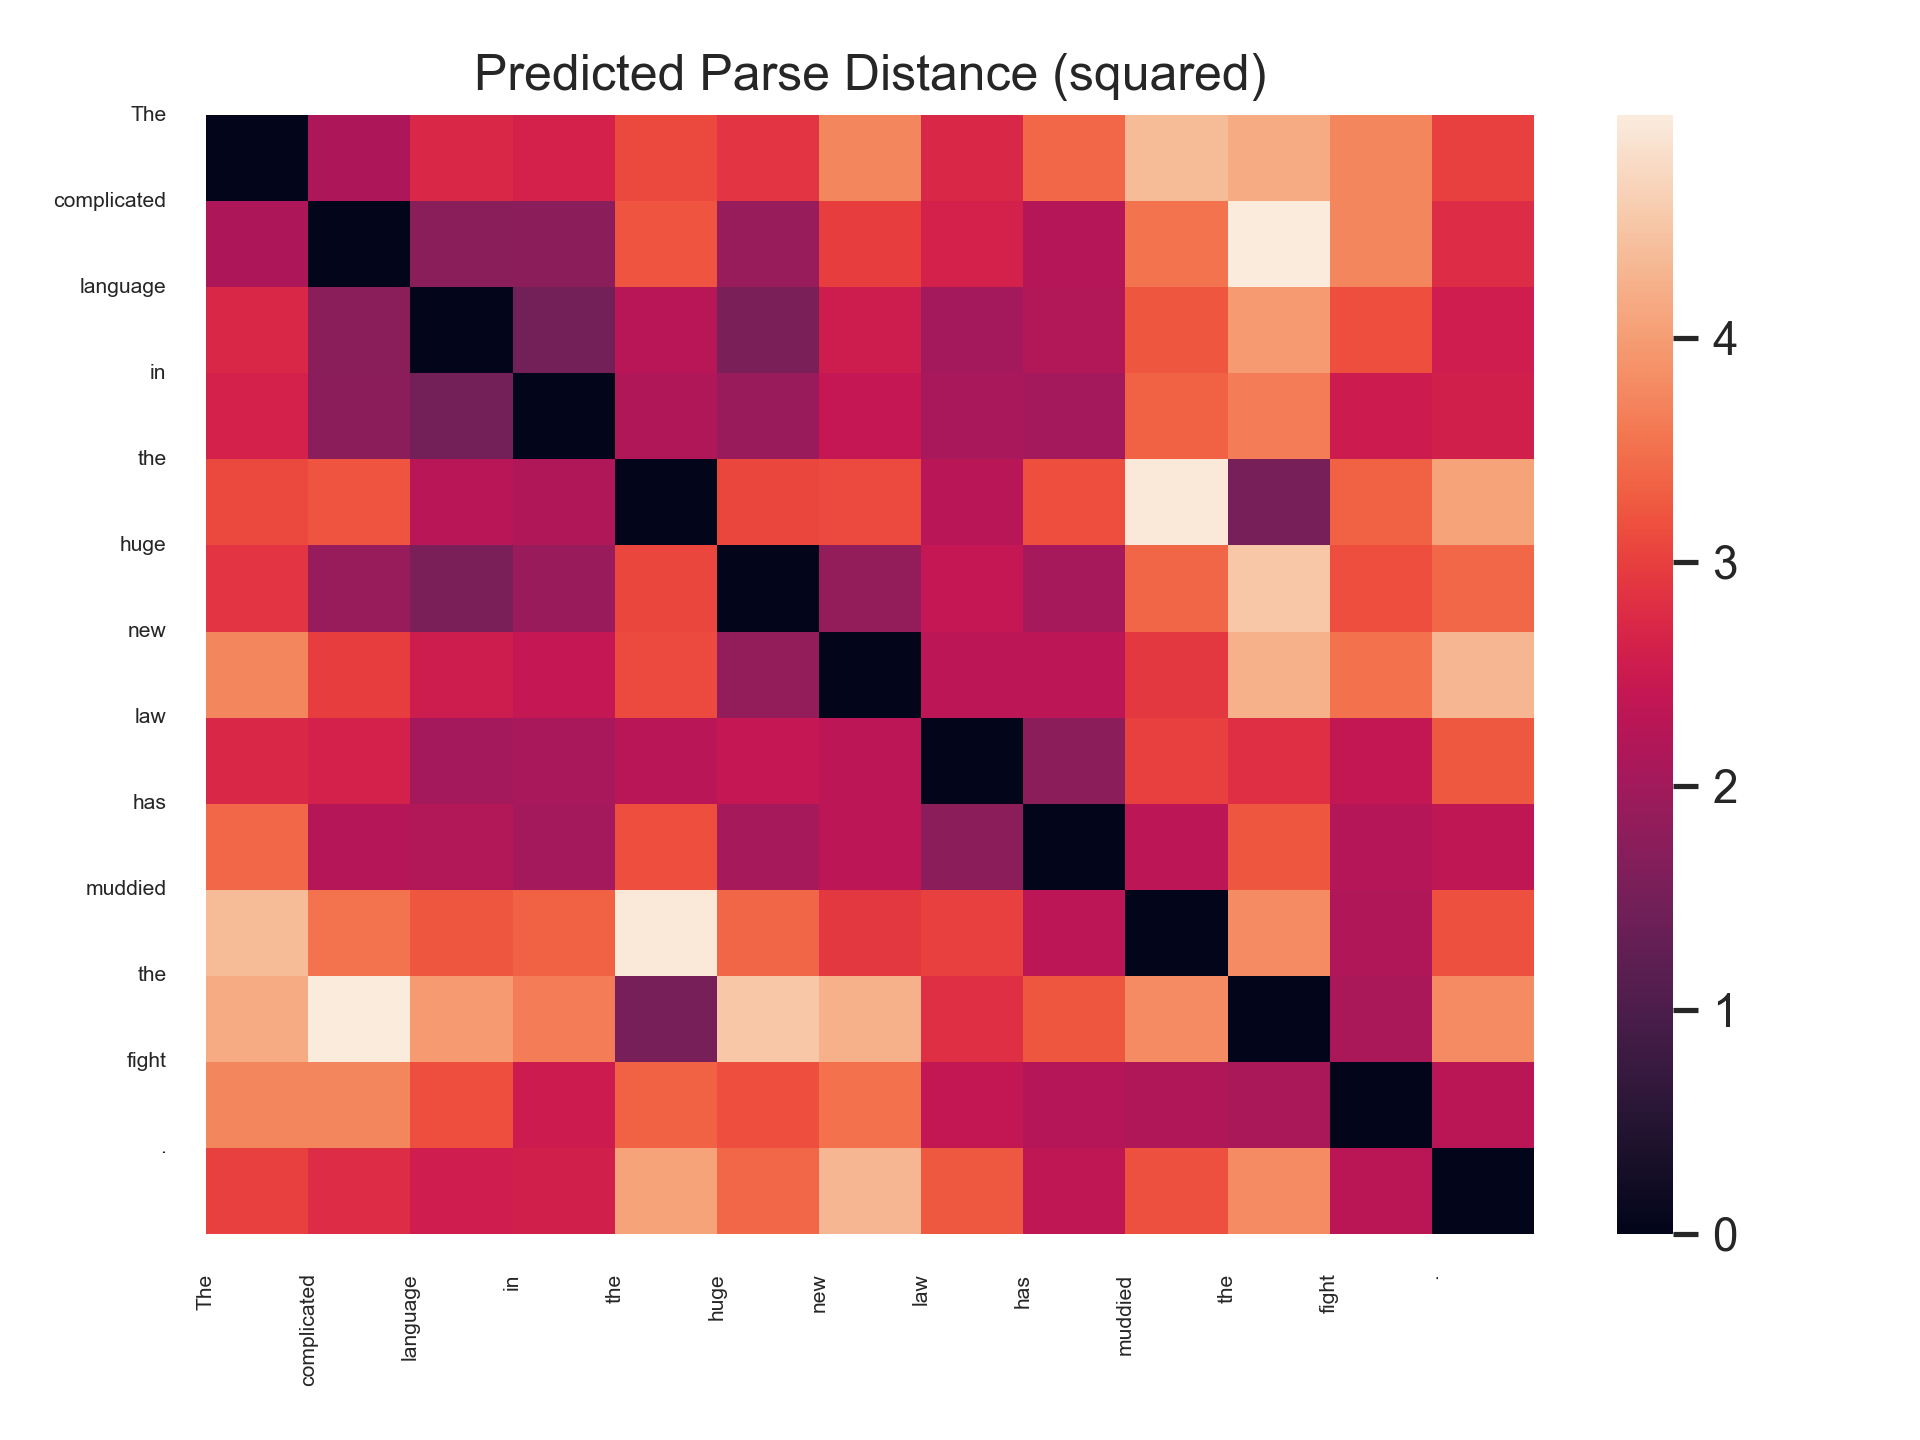 Predicted Parse Distance (squared)
The
complicated
language
in
the
huge
new
law
has
muddied
the
fight
.
4
3
2
1
0
The
complicated
language
in
the
huge
new
law
has
muddied
the
fight
.